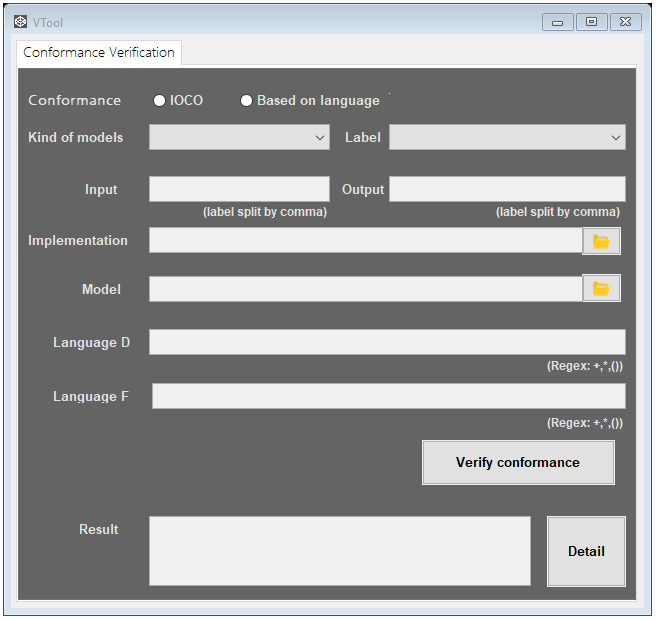 VTool
Conformance Verification
Conformance IOCO Based on language
Kind of models Label
Input Output
(label split by comma) (label split by comma)
Implementation
Model
Language D
(Regex: +,*,())
Language F
(Regex: +,*,())
Verify conformance
Result Detail